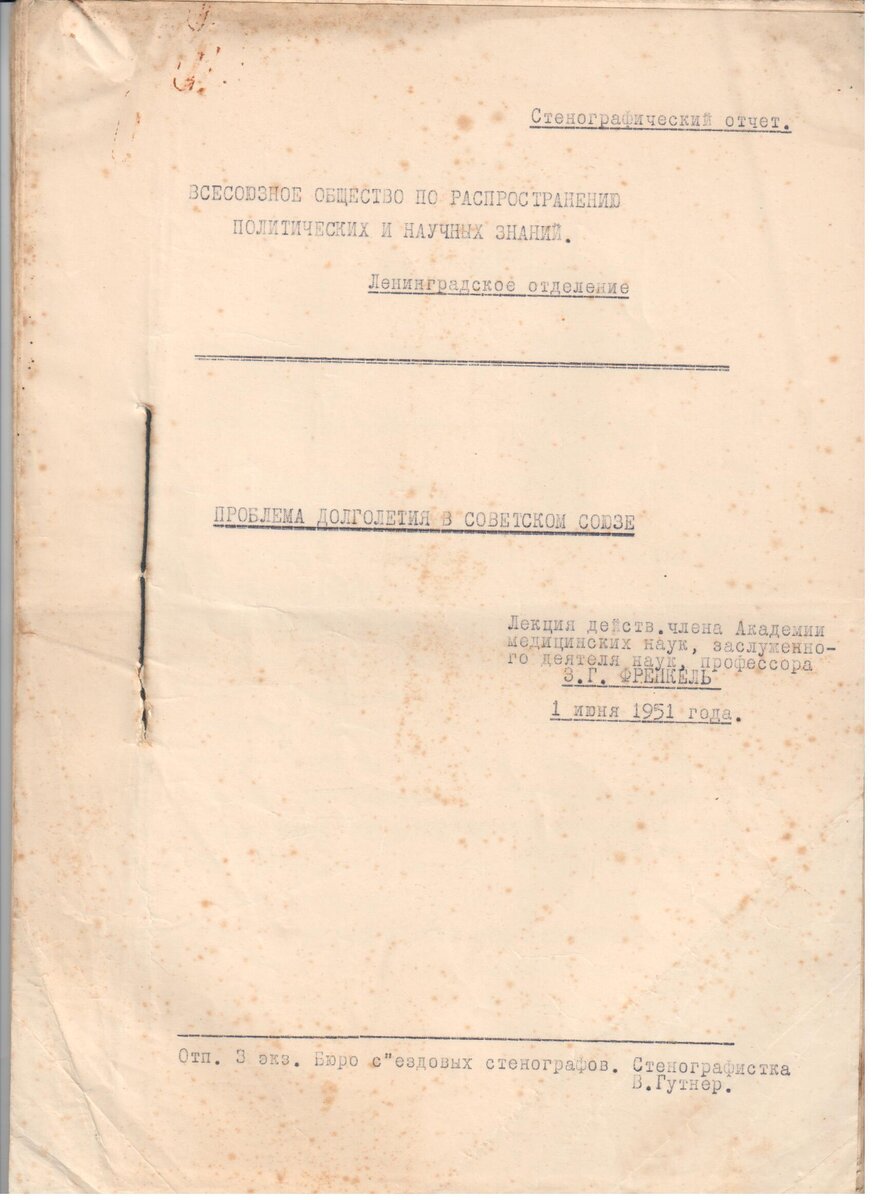 Стенографический отчет.
ВСЕСОЮЗНОЕ ОБЩЕСТВО ПО РАСПРОСТРАНЕНИЮ
ПОЛИТИЧЕСКИХ И НАУЧНЫХ ЗНАНИЙ.
Ленинградское отделение
ПРОБЛЕМА ДОЛГОЛЕТИЯ В СОВЕТСКОМ СОЮЗЕ
Лекция действ.члена Академии
медицинских наук, заслуженно-
го деятеля наук, профессора
З.Г. ФРЕНКЕЛЬ
1 июня 1951 года.
Отп. 3 экз. Бюро с"ездовых стенографов. Стенографистка
В.Гутнер.